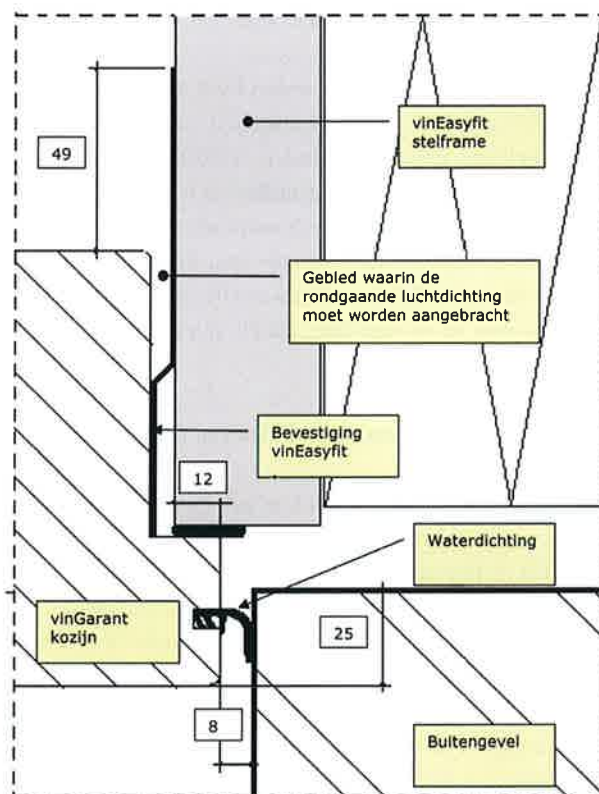 vinEasyfit
stelframe
49
Gebied waarin de
rondgaande luchtdichting
moet worden aangebracht
Bevestiging
vinEasyfit
12
Waterdichting
vinGarant
kozijn
25
8
Buitengevel